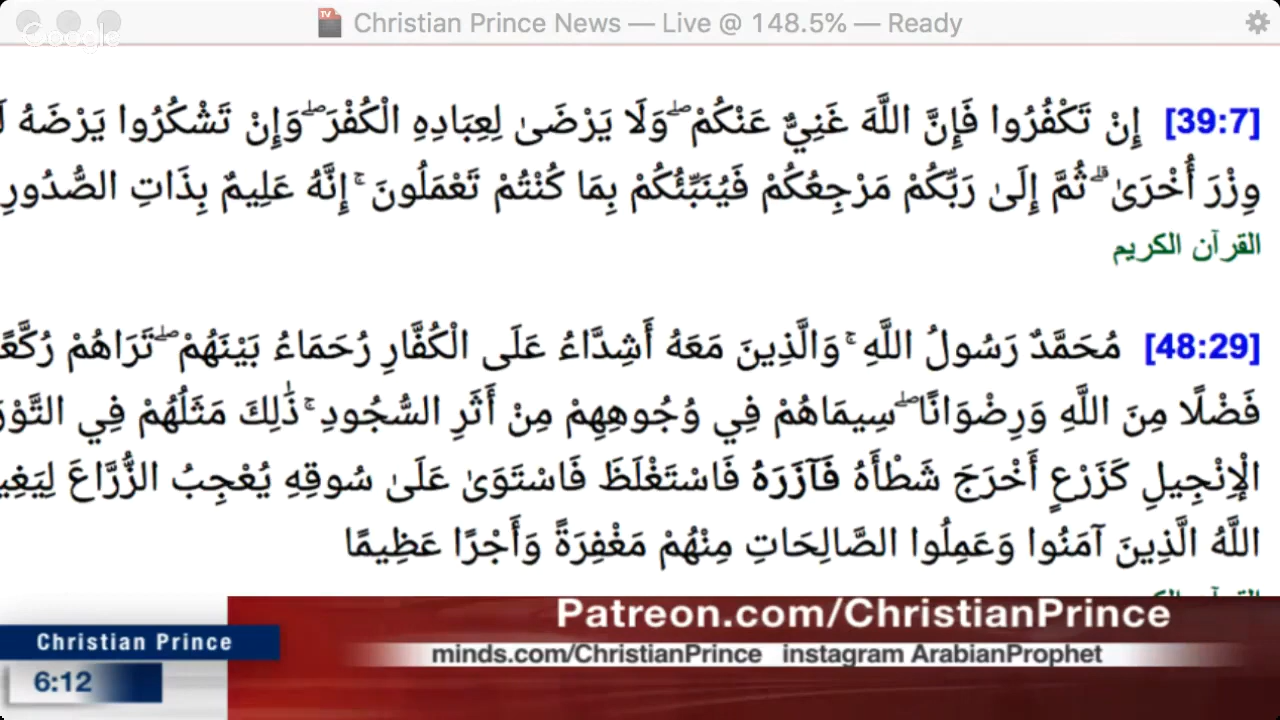 Christian Prince News — Live @ 148.5% — Ready
Google
[39:7] إِنْ تَكْفُرُوا فَإِنَّ اللَّهَ غَنِيٌّ عَنْكُمْ ۖ وَلَا يَرْضَىٰ لِعِبَادِهِ الْكُفْرَ ۖ وَإِنْ تَشْكُرُوا يَرْضَهُ
وِزْرَ أُخْرَىٰ ۗ ثُمَّ إِلَىٰ رَبِّكُمْ مَرْجِعُكُمْ فَيُنَبِّئُكُمْ بِمَا كُنْتُمْ تَعْمَلُونَ ۚ إِنَّهُ عَلِيمٌ بِذَاتِ الصُّدُورِ
القرآن الكريم
[48:29] مُحَمَّدٌ رَسُولُ اللَّهِ ۚ وَالَّذِينَ مَعَهُ أَشِدَّاءُ عَلَى الْكُفَّارِ رُحَمَاءُ بَيْنَهُمْ ۖ تَرَاهُمْ
فَضْلًا مِنَ اللَّهِ وَرِضْوَانًا ۖ سِيمَاهُمْ فِي وُجُوهِهِمْ مِنْ أَثَرِ السُّجُودِ ۚ ذَٰلِكَ مَثَلُهُمْ فِي
الْإِنْجِيلِ كَزَرْعٍ أَخْرَجَ شَطْأَهُ فَآزَرَهُ فَاسْتَغْلَظَ فَاسْتَوَىٰ عَلَىٰ سُوقِهِ يُعْجِبُ الزُّرَّاعَ
اللَّهُ الَّذِينَ آمَنُوا وَعَمِلُوا الصَّالِحَاتِ مِنْهُمْ مَغْفِرَةً وَأَجْرًا عَظِيمًا
Patreon.com/ChristianPrince
Christian Prince
minds.com/ChristianPrince instagram ArabianProphet
6:12